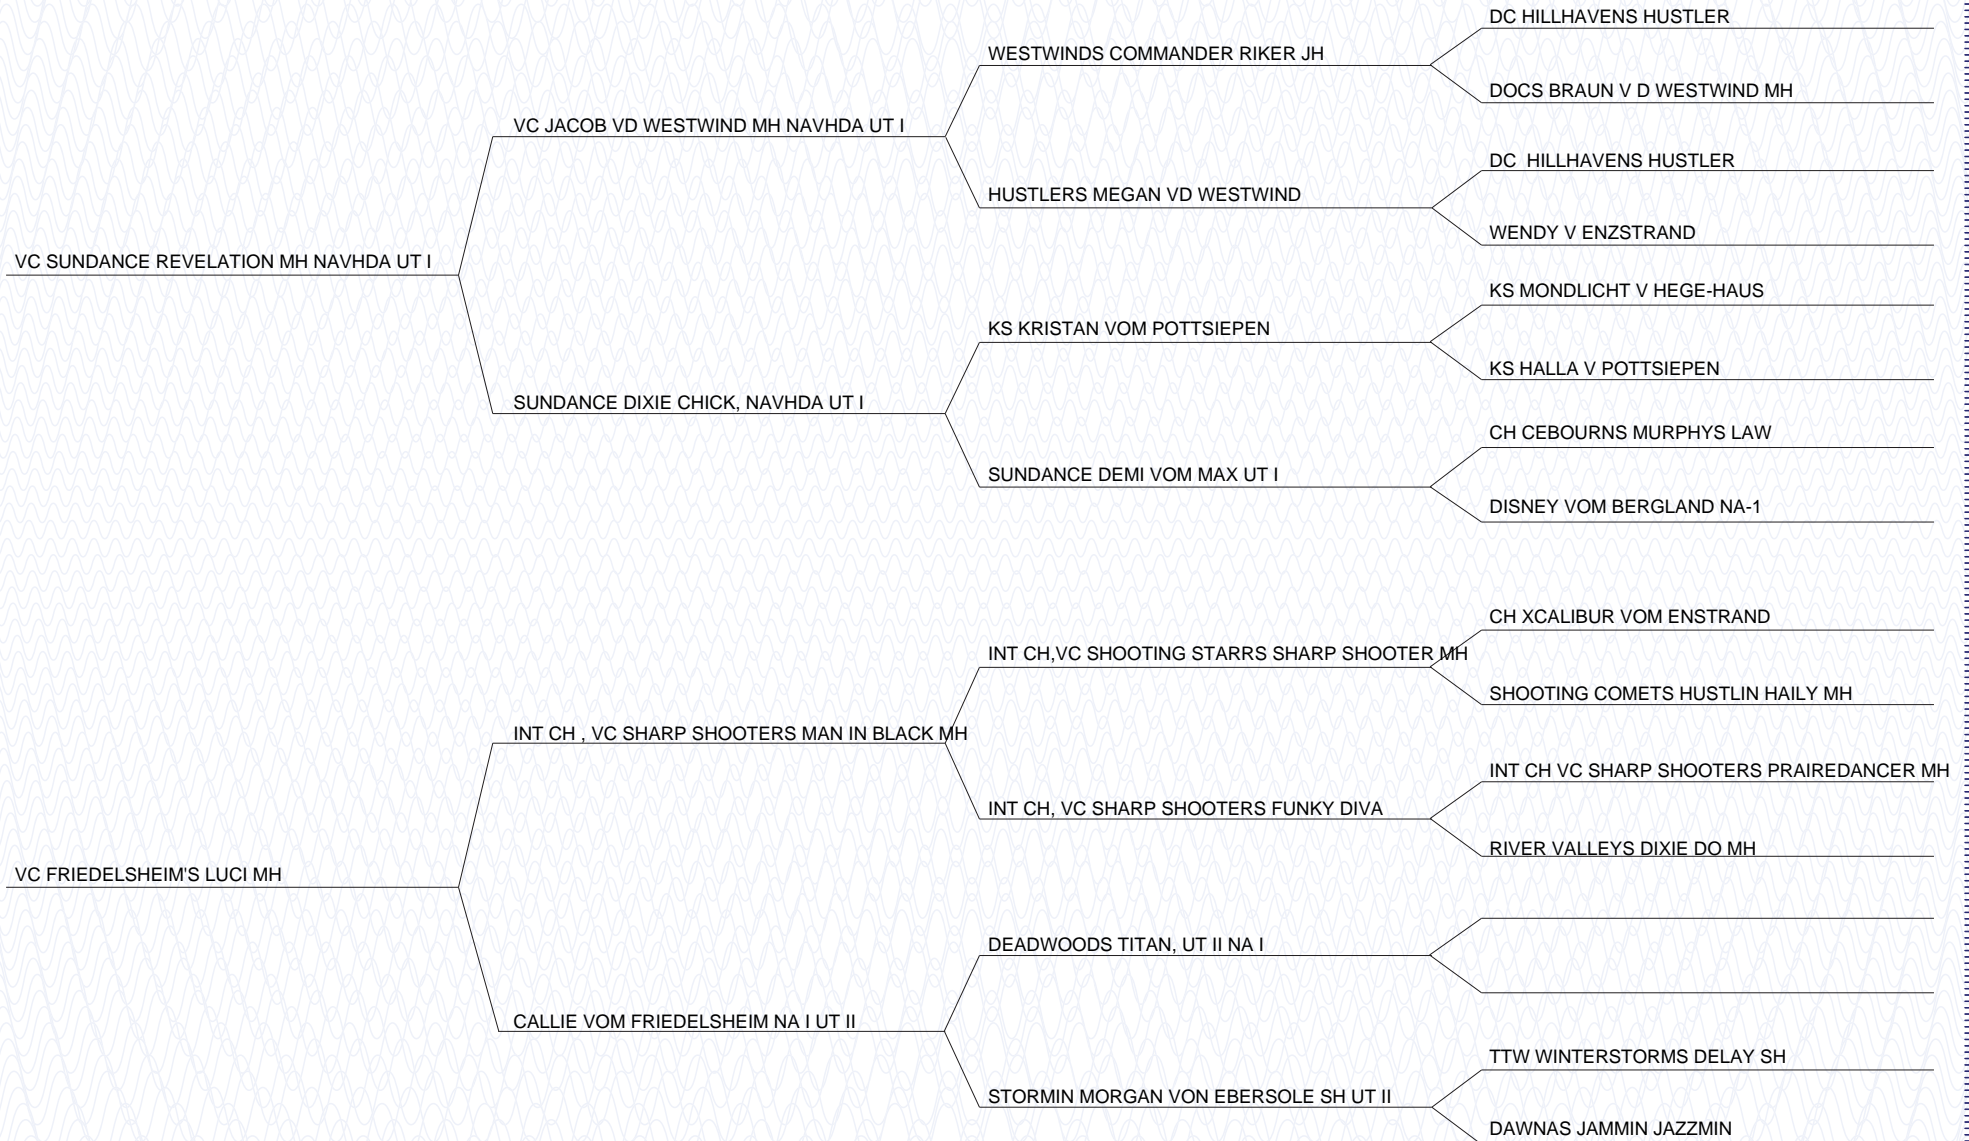 DC HILLHAVENS HUSTLER
WESTWINDS COMMANDER RIKER JH
DOCS BRAUN V D WESTWIND MH
VC JACOB VD WESTWIND MH NAVHDA UT I
DC  HILLHAVENS HUSTLER
HUSTLERS MEGAN VD WESTWIND
WENDY V ENZSTRAND
VC SUNDANCE REVELATION MH NAVHDA UT I
KS MONDLICHT V HEGE-HAUS
KS KRISTAN VOM POTTSIEPEN
KS HALLA V POTTSIEPEN
SUNDANCE DIXIE CHICK, NAVHDA UT I
CH CEBOURNS MURPHYS LAW
SUNDANCE DEMI VOM MAX UT I
DISNEY VOM BERGLAND NA-1
CH XCALIBUR VOM ENSTRAND
INT CH,VC SHOOTING STARRS SHARP SHOOTER MH
SHOOTING COMETS HUSTLIN HAILY MH
INT CH , VC SHARP SHOOTERS MAN IN BLACK MH
INT CH VC SHARP SHOOTERS PRAIREDANCER MH
INT CH, VC SHARP SHOOTERS FUNKY DIVA
RIVER VALLEYS DIXIE DO MH
VC FRIEDELSHEIM'S LUCI MH
DEADWOODS TITAN, UT II NA I
CALLIE VOM FRIEDELSHEIM NA I UT II
TTW WINTERSTORMS DELAY SH
STORMIN MORGAN VON EBERSOLE SH UT II
DAWNAS JAMMIN JAZZMIN